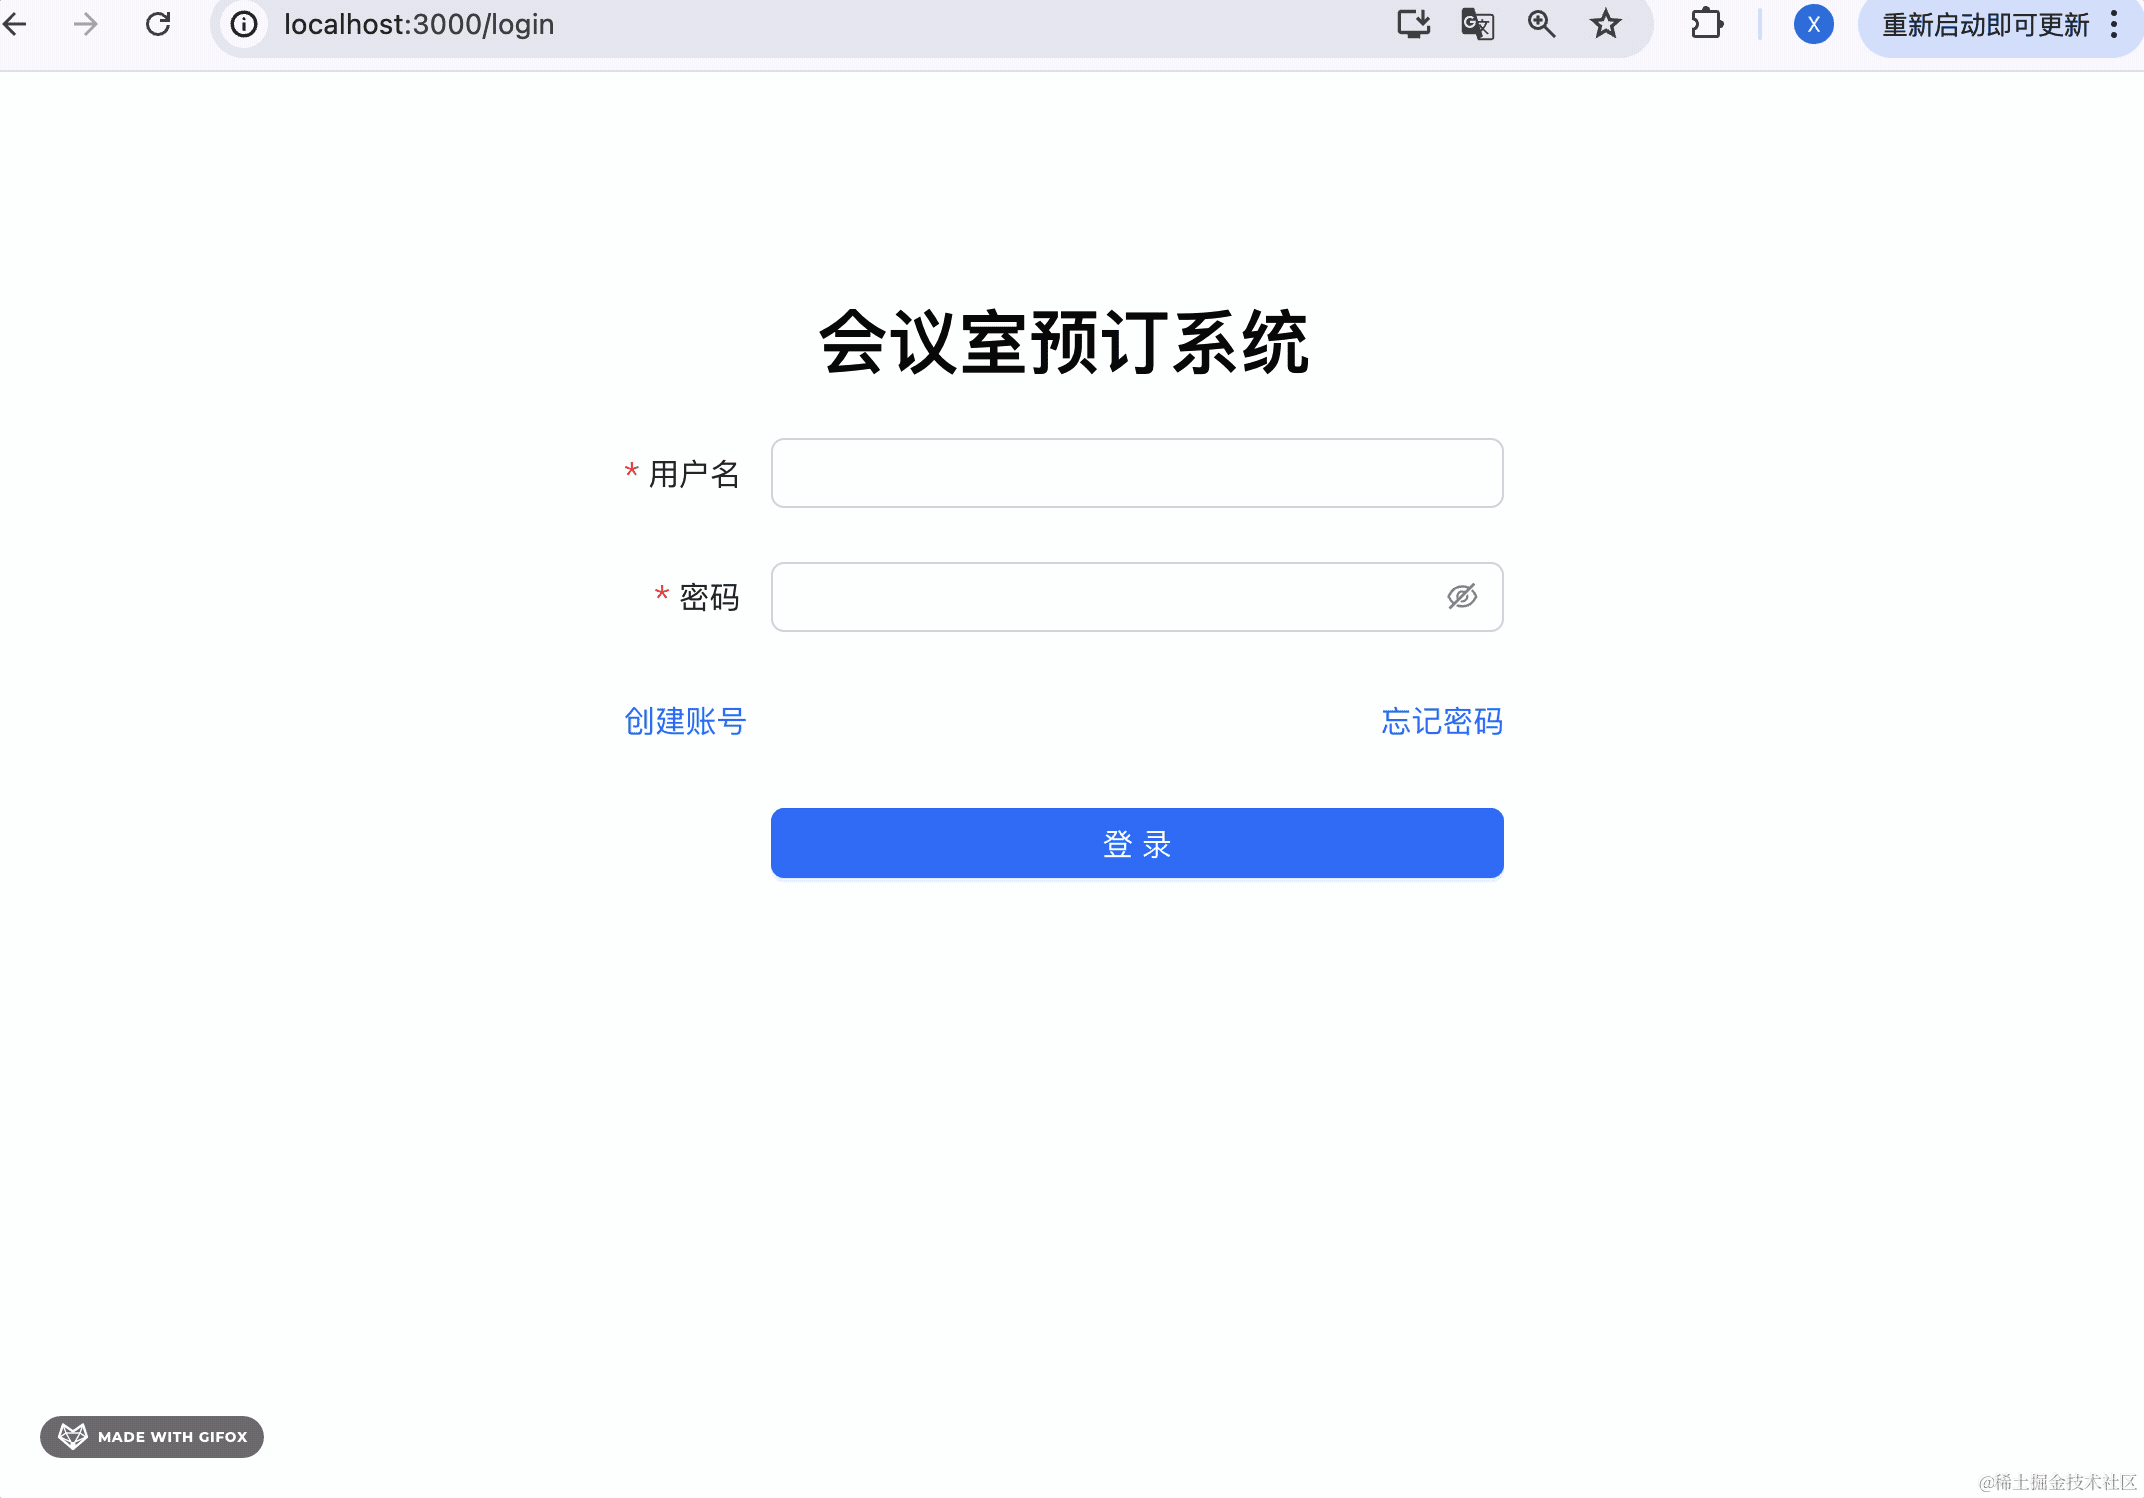 localhost:3000/login
X
重新启动即可更新
会议室预订系统
* 用户名
* 密码
创建账号
忘记密码
登 录
MADE WITH GIFOX
@稀土掘金技术社区